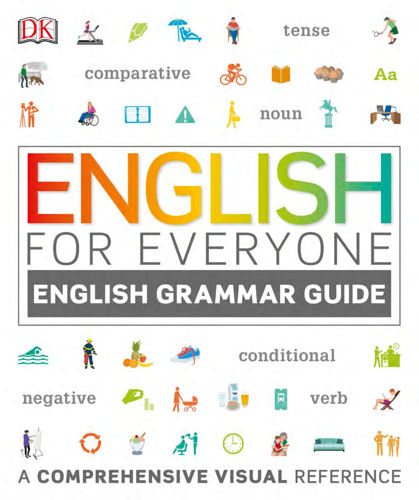 DK
tense
comparative
Aa
noun
ENGLISH
FOR EVERYONE
ENGLISH GRAMMAR GUIDE
conditional
negative
verb
A COMPREHENSIVE VISUAL REFERENCE